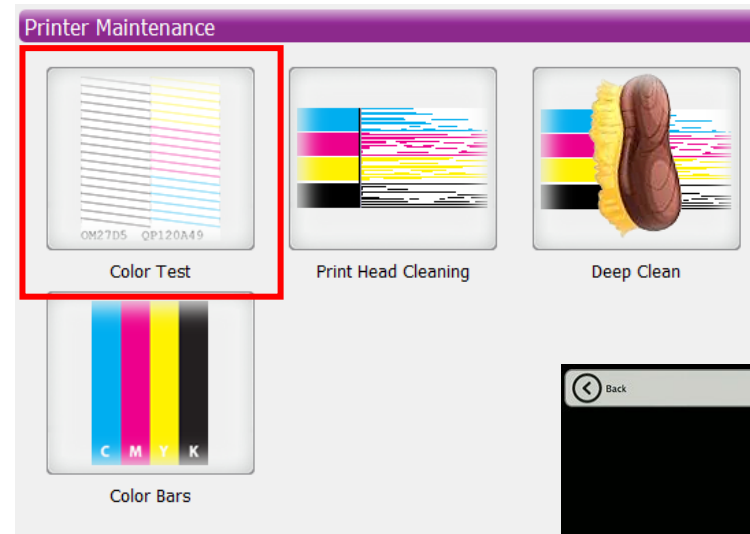 Printer Maintenance
OM27D5 QP120A49
Color Test
Print Head Cleaning
Deep Clean
C M Y K
Back
Color Bars